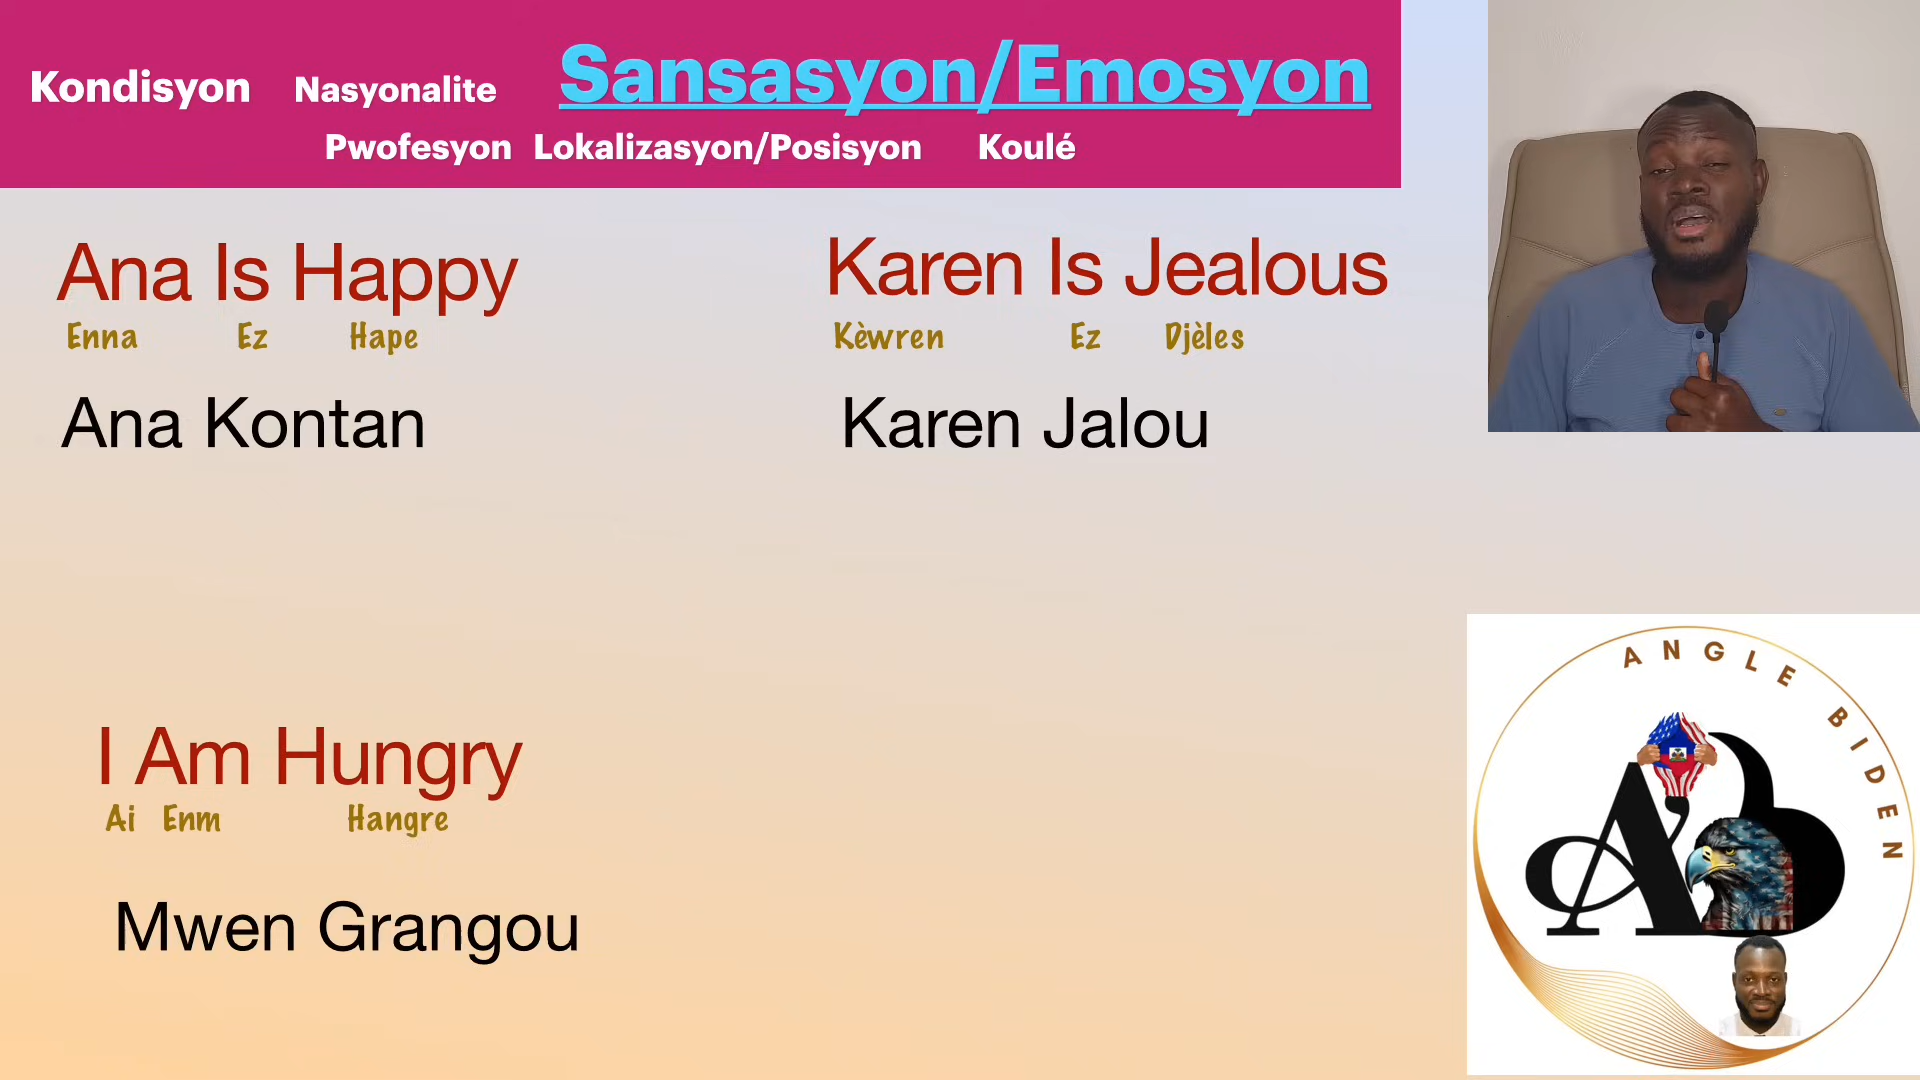 Kondisyon Nasyonalite Sansasyon/Emosyon
Pwofesyon Lokalizasyon/Posisyon Koulé
Ana Is Happy
Enna Ez Hape
Ana Kontan
Karen Is Jealous
Kèwren Ez Djèles
Karen Jalou
I Am Hungry
Ai Enm Hangre
Mwen Grangou
ANGLE BIDEN
AB